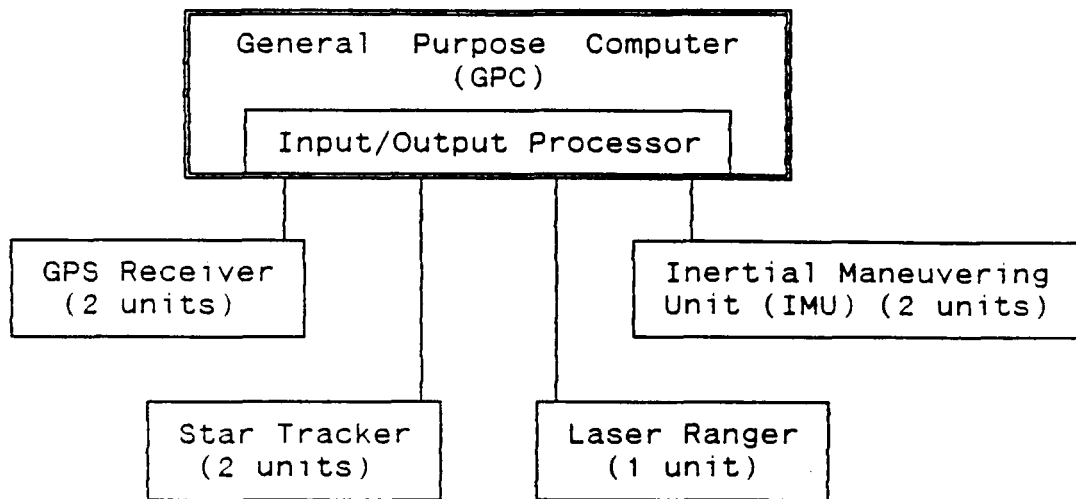 General Purpose Computer
(GPC)
Input/Output Processor
GPS Receiver
(2 units)
Inertial Maneuvering
Unit (IMU) (2 units)
Star Tracker
(2 units)
Laser Ranger
(1 unit)